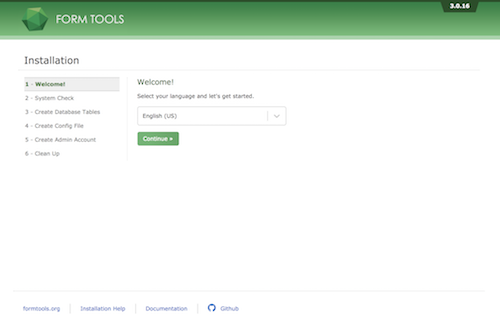 FORM TOOLS
3.0.16
Installation
1 - Welcome!
2 - System Check
3 - Create Database Tables
4 - Create Config File
5 - Create Admin Account
6 - Clean Up
Welcome!
Select your language and let's get started.
English (US)
Continue »
formtools.org
Installation Help
Documentation
Github